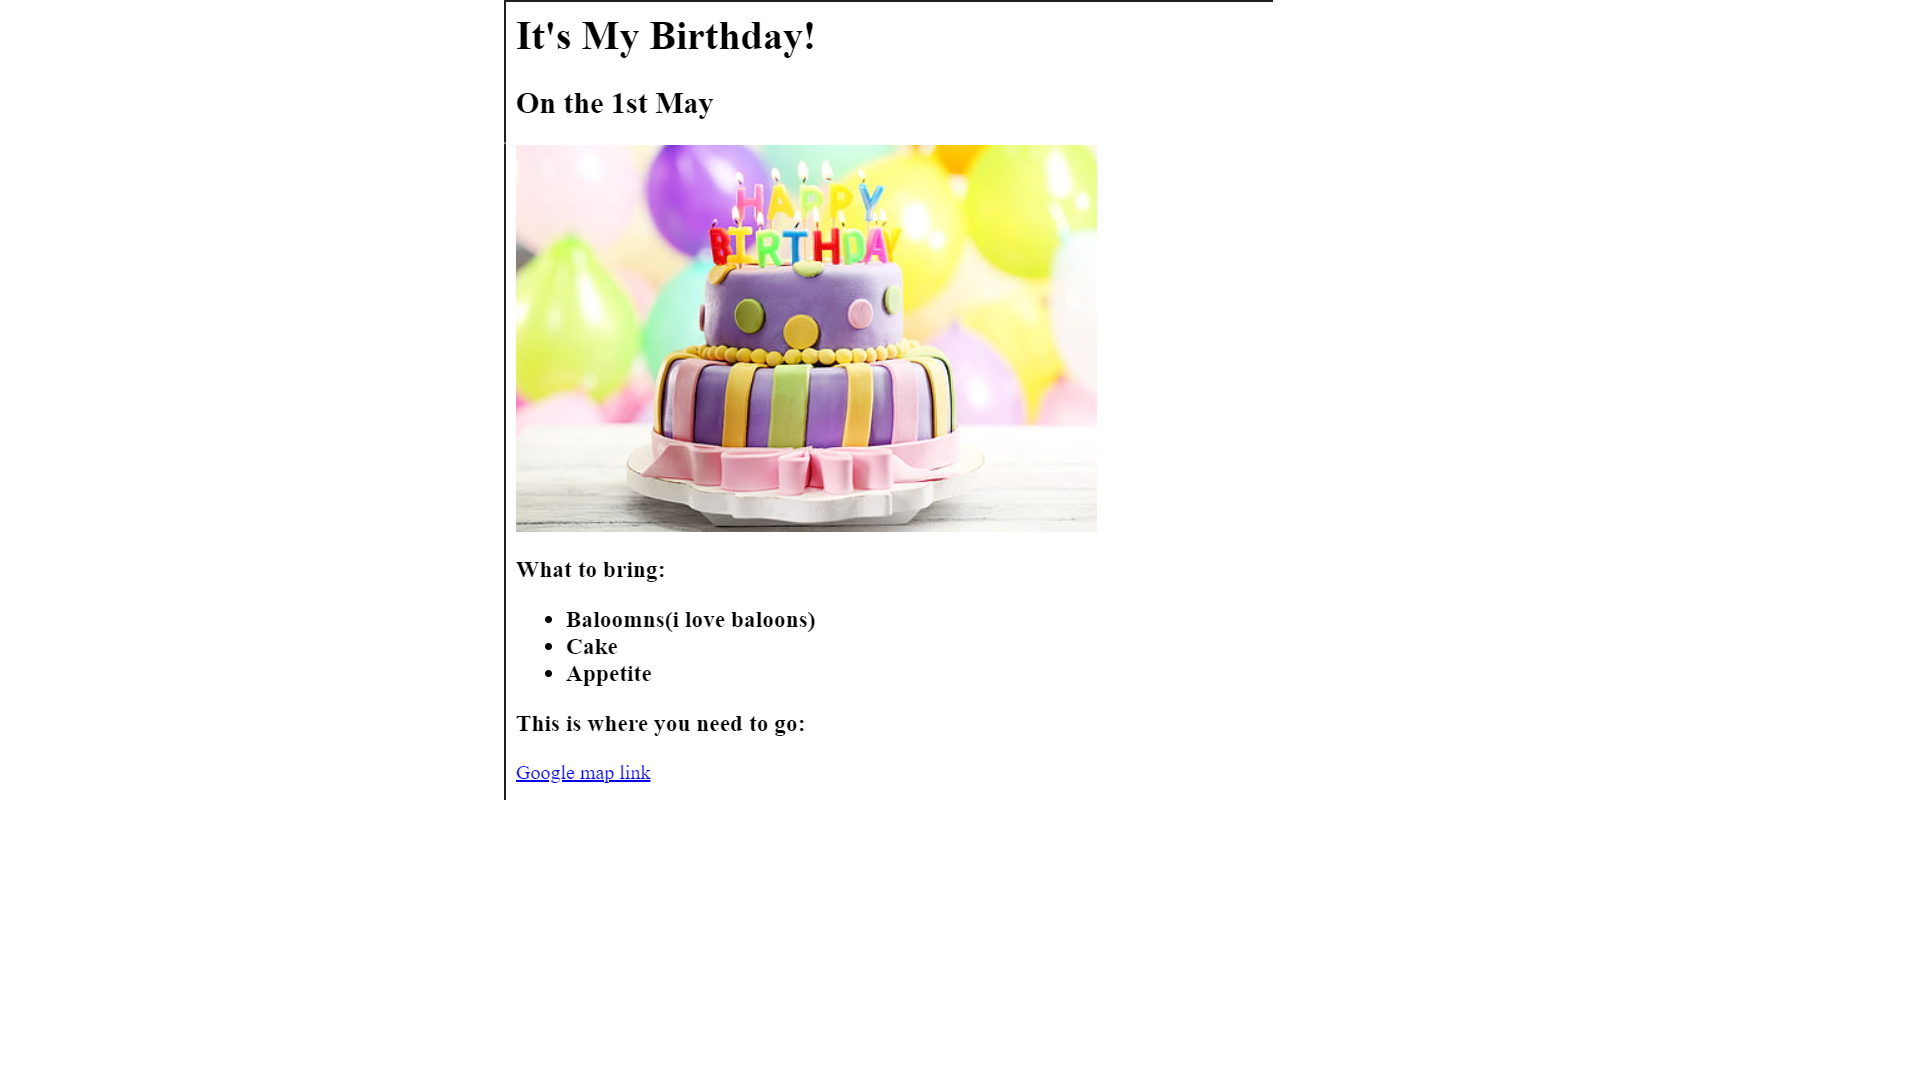 It's My Birthday!
On the 1st May
HAPPY
BIRTHDAY
What to bring:
Baloomns(i love baloons)
Cake
Appetite
This is where you need to go:
Google map link